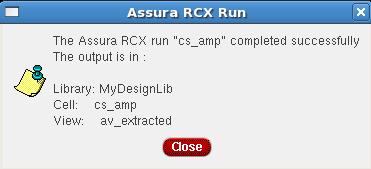 Assura RCX Run
The Assura RCX run "cs_amp" completed successfully
The output is in :
Library: MyDesignLib
Cell: cs_amp
View: av_extracted
Close